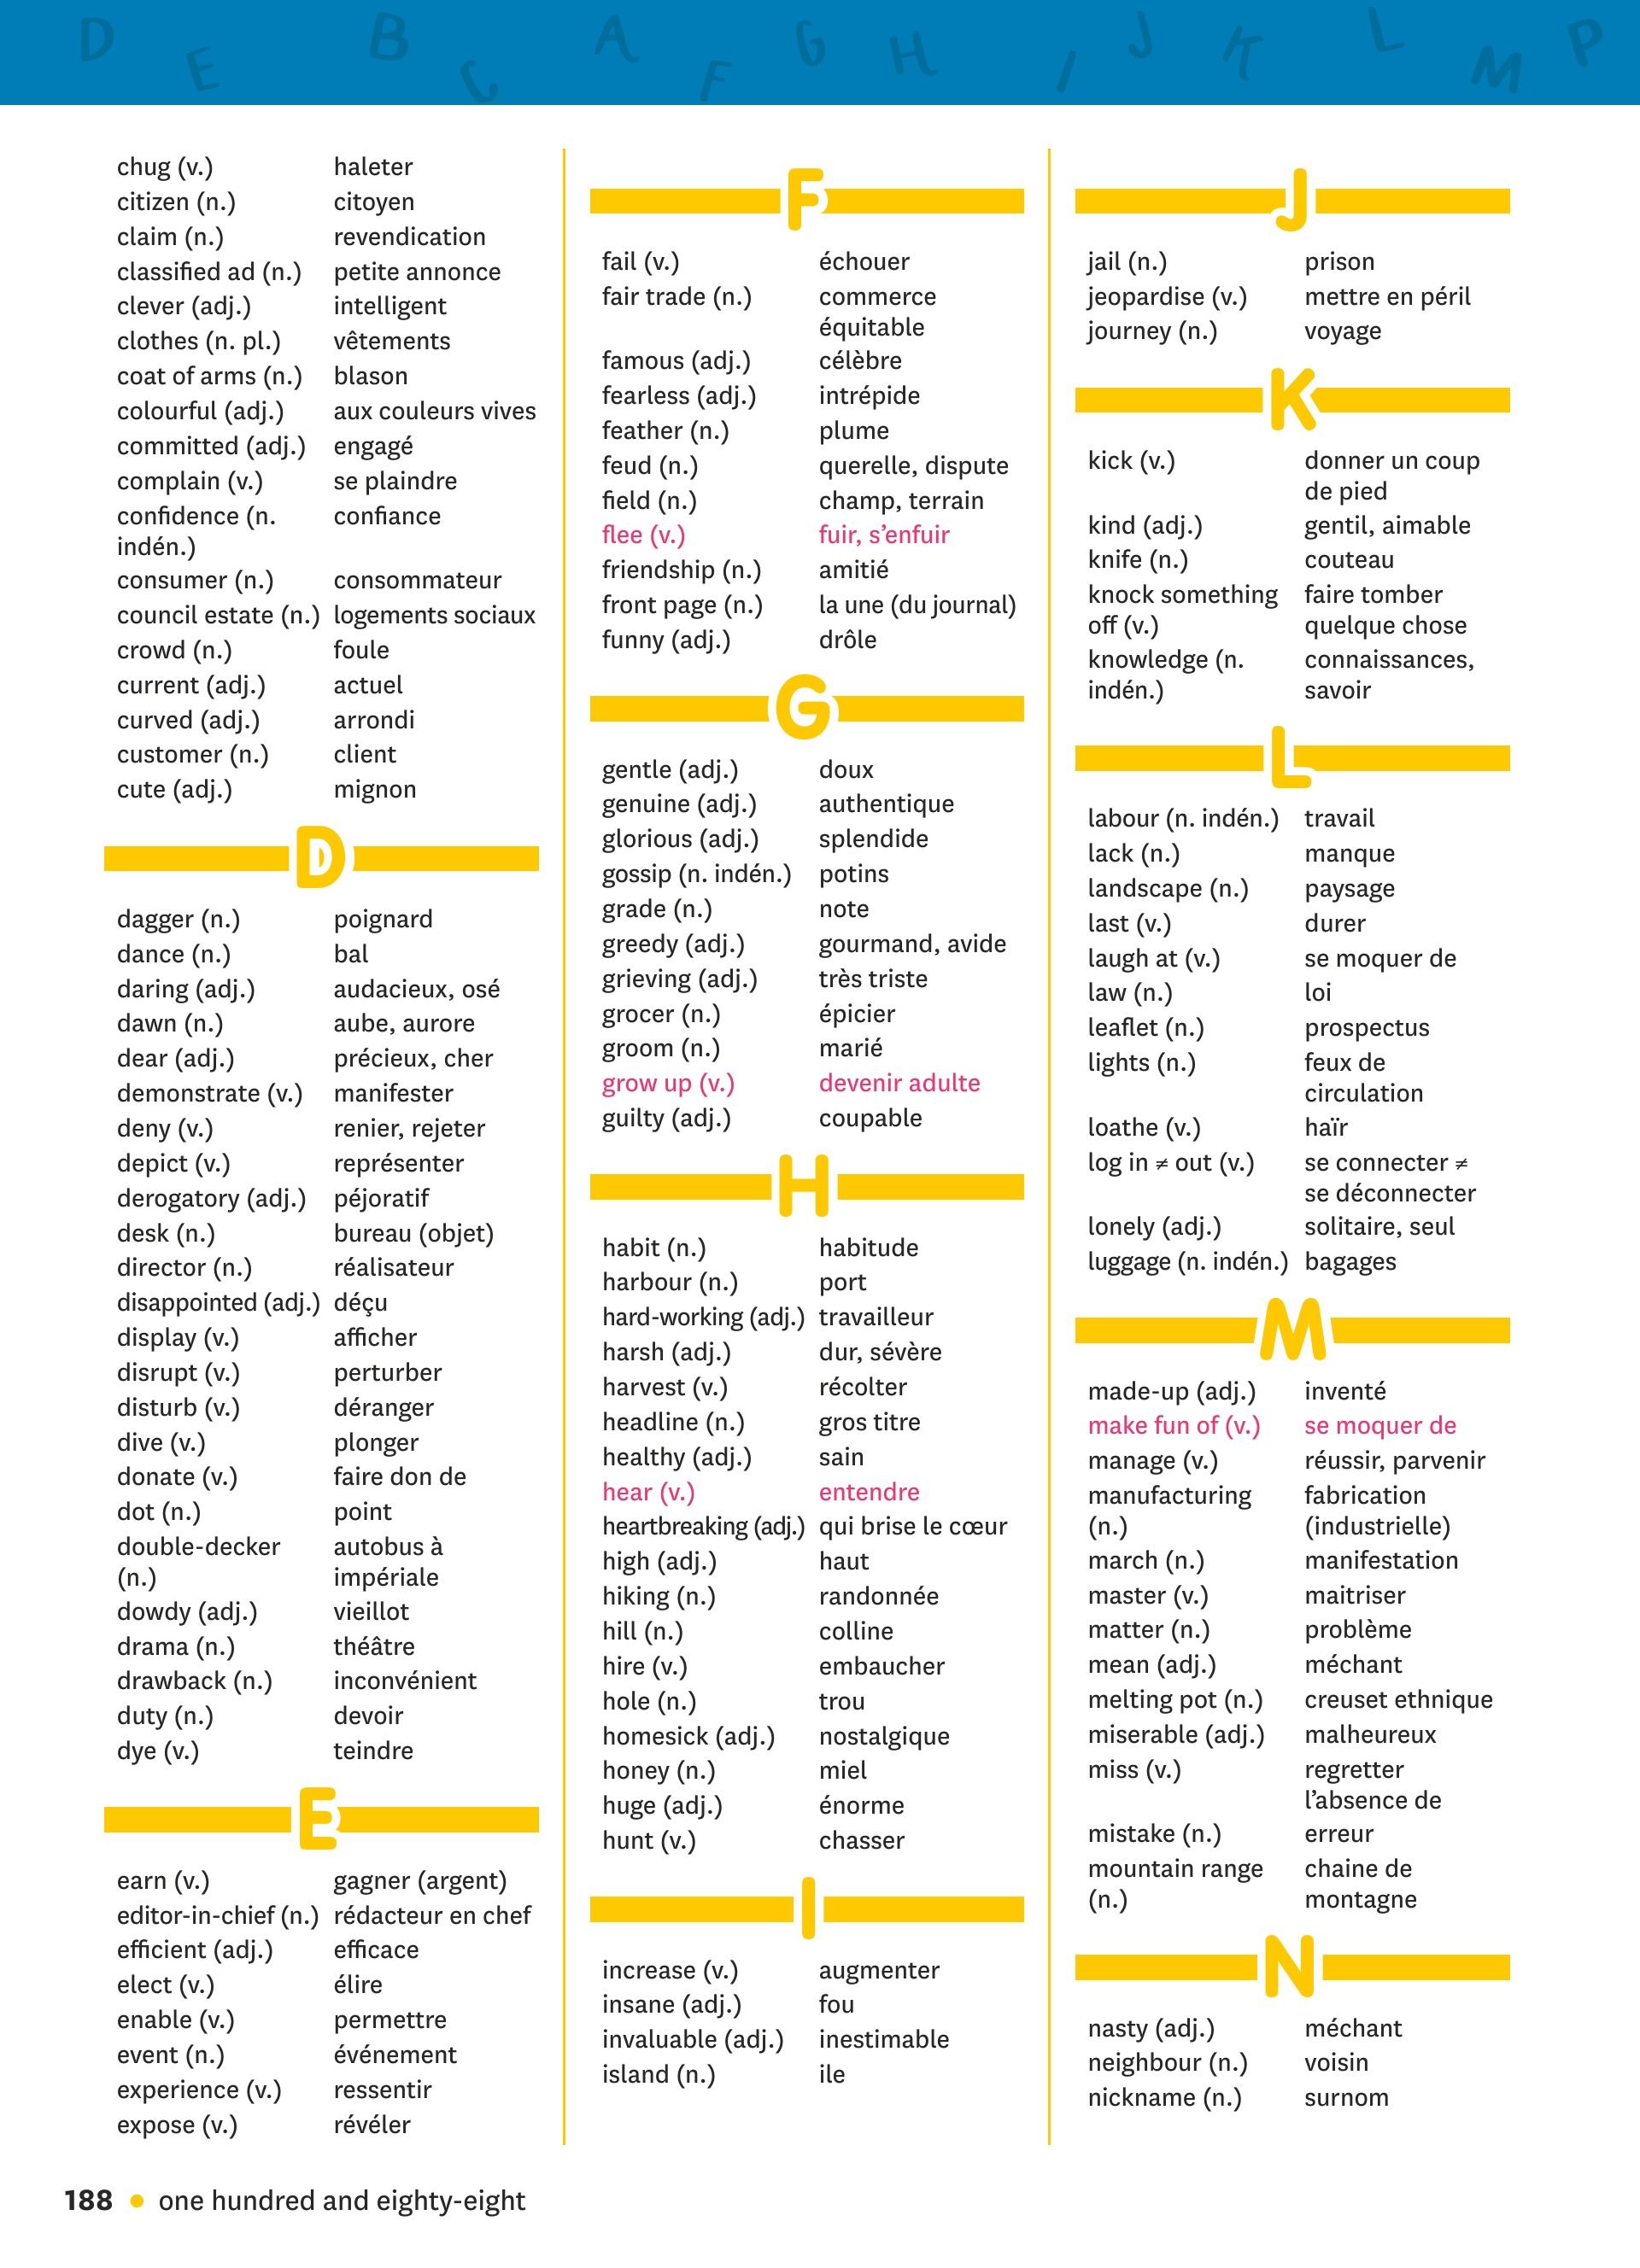 D E B C A F G H I J K L M P
chug (v.) haleter
citizen (n.) citoyen
claim (n.) revendication
classified ad (n.) petite annonce
clever (adj.) intelligent
clothes (n. pl.) vêtements
coat of arms (n.) blason
colourful (adj.) aux couleurs vives
committed (adj.) engagé
complain (v.) se plaindre
confidence (n. confiance
indén.)
consumer (n.) consommateur
council estate (n.) logements sociaux
crowd (n.) foule
current (adj.) actuel
curved (adj.) arrondi
customer (n.) client
cute (adj.) mignon
D
dagger (n.) poignard
dance (n.) bal
daring (adj.) audacieux, osé
dawn (n.) aube, aurore
dear (adj.) précieux, cher
demonstrate (v.) manifester
deny (v.) renier, rejeter
depict (v.) représenter
derogatory (adj.) péjoratif
desk (n.) bureau (objet)
director (n.) réalisateur
disappointed (adj.) déçu
display (v.) afficher
disrupt (v.) perturber
disturb (v.) déranger
dive (v.) plonger
donate (v.) faire don de
dot (n.) point
double-decker autobus à
(n.) impériale
dowdy (adj.) vieillot
drama (n.) théâtre
drawback (n.) inconvénient
duty (n.) devoir
dye (v.) teindre
E
earn (v.) gagner (argent)
editor-in-chief (n.) rédacteur en chef
efficient (adj.) efficace
elect (v.) élire
enable (v.) permettre
event (n.) événement
experience (v.) ressentir
expose (v.) révéler
F
fail (v.) échouer
fair trade (n.) commerce
équitable
famous (adj.) célèbre
fearless (adj.) intrépide
feather (n.) plume
feud (n.) querelle, dispute
field (n.) champ, terrain
flee (v.) fuir, s’enfuir
friendship (n.) amitié
front page (n.) la une (du journal)
funny (adj.) drôle
G
gentle (adj.) doux
genuine (adj.) authentique
glorious (adj.) splendide
gossip (n. indén.) potins
grade (n.) note
greedy (adj.) gourmand, avide
grieving (adj.) très triste
grocer (n.) épicier
groom (n.) marié
grow up (v.) devenir adulte
guilty (adj.) coupable
H
habit (n.) habitude
harbour (n.) port
hard-working (adj.) travailleur
harsh (adj.) dur, sévère
harvest (v.) récolter
headline (n.) gros titre
healthy (adj.) sain
hear (v.) entendre
heartbreaking (adj.) qui brise le cœur
high (adj.) haut
hiking (n.) randonnée
hill (n.) colline
hire (v.) embaucher
hole (n.) trou
homesick (adj.) nostalgique
honey (n.) miel
huge (adj.) énorme
hunt (v.) chasser
I
increase (v.) augmenter
insane (adj.) fou
invaluable (adj.) inestimable
island (n.) ile
J
jail (n.) prison
jeopardise (v.) mettre en péril
journey (n.) voyage
K
kick (v.) donner un coup
de pied
kind (adj.) gentil, aimable
knife (n.) couteau
knock something faire tomber
off (v.) quelque chose
knowledge (n. connaissances,
indén.) savoir
L
labour (n. indén.) travail
lack (n.) manque
landscape (n.) paysage
last (v.) durer
laugh at (v.) se moquer de
law (n.) loi
leaflet (n.) prospectus
lights (n.) feux de
circulation
loathe (v.) haïr
log in ≠ out (v.) se connecter ≠
se déconnecter
lonely (adj.) solitaire, seul
luggage (n. indén.) bagages
M
made-up (adj.) inventé
make fun of (v.) se moquer de
manage (v.) réussir, parvenir
manufacturing fabrication
(n.) (industrielle)
march (n.) manifestation
master (v.) maitriser
matter (n.) problème
mean (adj.) méchant
melting pot (n.) creuset ethnique
miserable (adj.) malheureux
miss (v.) regretter
l’absence de
mistake (n.) erreur
mountain range chaine de
(n.) montagne
N
nasty (adj.) méchant
neighbour (n.) voisin
nickname (n.) surnom
188 • one hundred and eighty-eight